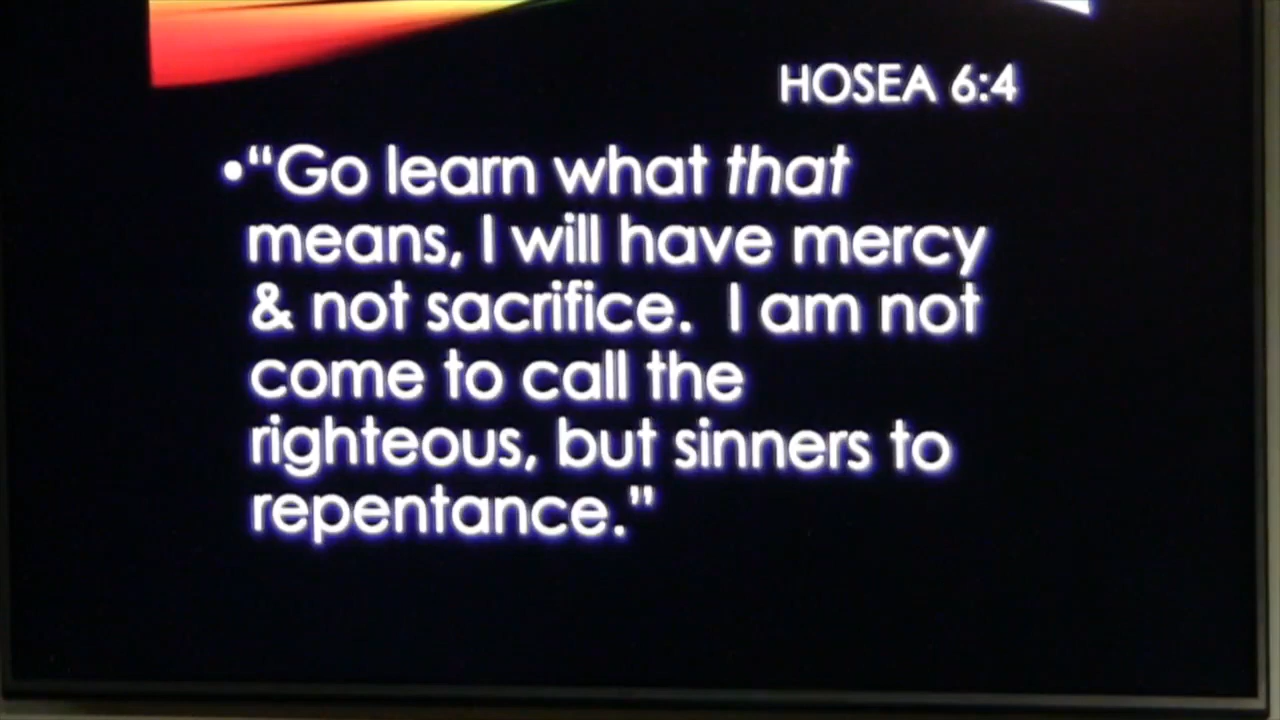 HOSEA 6:4
•“Go learn what that
means, I will have mercy
& not sacrifice.  I am not
come to call the
righteous, but sinners to
repentance.”